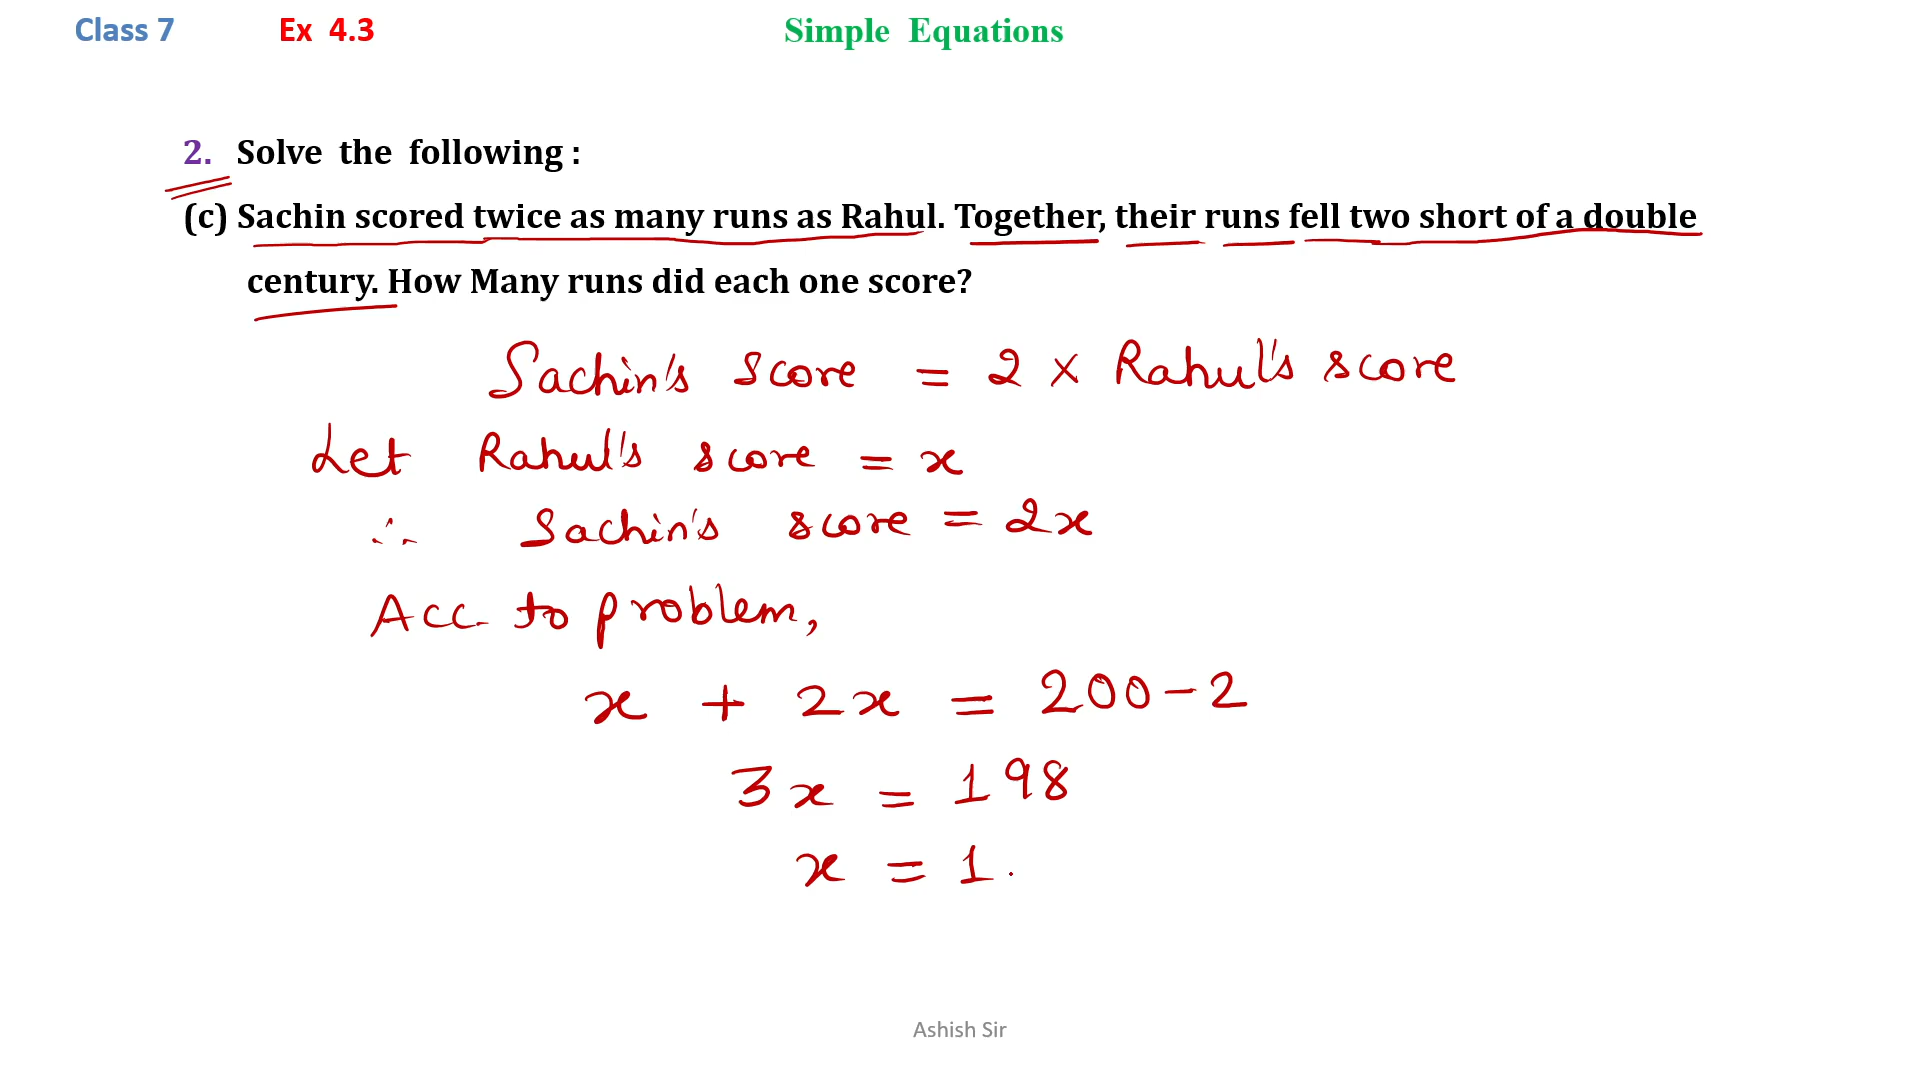 Class 7 Ex 4.3 Simple Equations
2. Solve the following :
(c) Sachin scored twice as many runs as Rahul. Together, their runs fell two short of a double
century. How Many runs did each one score?
Sachin's score = 2 × Rahul's score
Let Rahul's score = x
∴ Sachin's score = 2x
Acc. to problem,
x + 2x = 200 - 2
3x = 198
x = 1
Ashish Sir